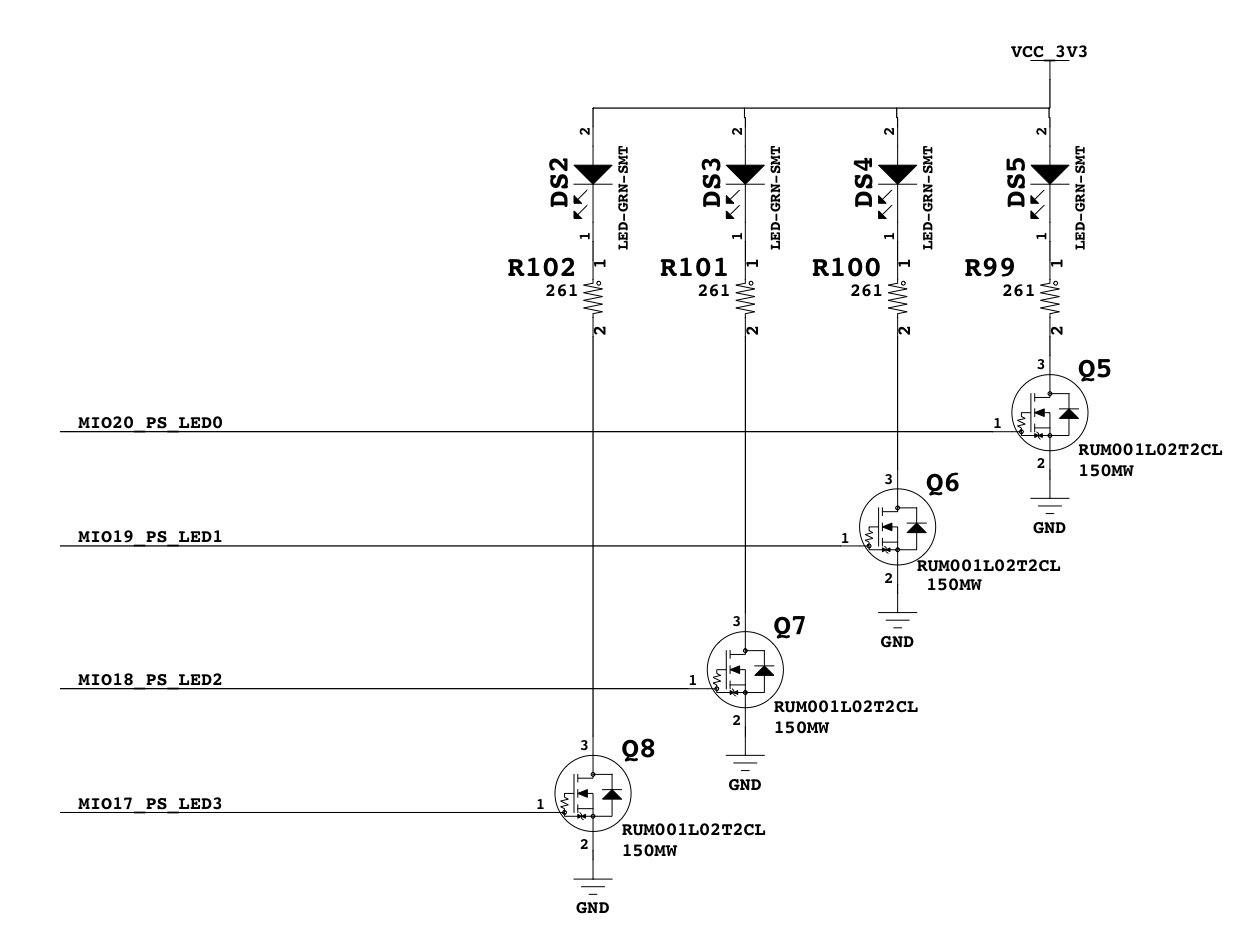 VCC_3V3
2
2
2
2
DS2
LED-GRN-SMT
DS3
LED-GRN-SMT
DS4
LED-GRN-SMT
DS5
LED-GRN-SMT
1
1
1
1
R102
1
R101
1
R100
1
R99
1
261
261
261
261
2
2
2
2
3
Q5
MIO20_PS_LED0
1
RUM001L02T2CL
2
150MW
GND
3
Q6
MIO19_PS_LED1
1
RUM001L02T2CL
2
150MW
GND
3
Q7
MIO18_PS_LED2
1
RUM001L02T2CL
2
150MW
GND
3
Q8
MIO17_PS_LED3
1
RUM001L02T2CL
2
150MW
GND